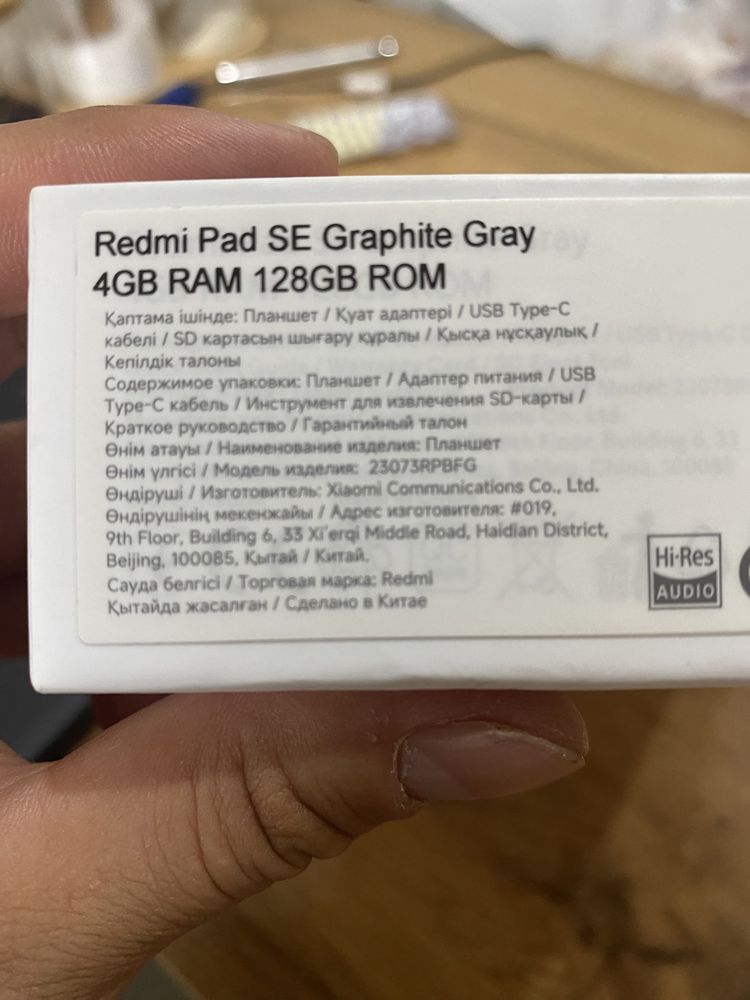 Redmi Pad SE Graphite Gray
4GB RAM 128GB ROM
Қаптама ішінде: Планшет / Қуат адаптері / USB Type-C
кабелі / SD картасын шығару құралы / Қысқа нұсқаулық /
Кепілдік талоны
Содержимое упаковки: Планшет / Адаптер питания / USB
Type-C кабель / Инструмент для извлечения SD-карты /
Краткое руководство / Гарантийный талон
Өнім атауы / Наименование изделия: Планшет
Өнім үлгісі / Модель изделия: 23073RPBFG
Өндіруші / Изготовитель: Xiaomi Communications Co., Ltd.
Өндірушінің мекенжайы / Адрес изготовителя: #019,
9th Floor, Building 6, 33 Xi'erqi Middle Road, Haidian District,
Beijing, 100085, Қытай / Китай.
Сауда белгісі / Торговая марка: Redmi
Қытайда жасалған / Сделано в Китае
Hi-Res
AUDIO